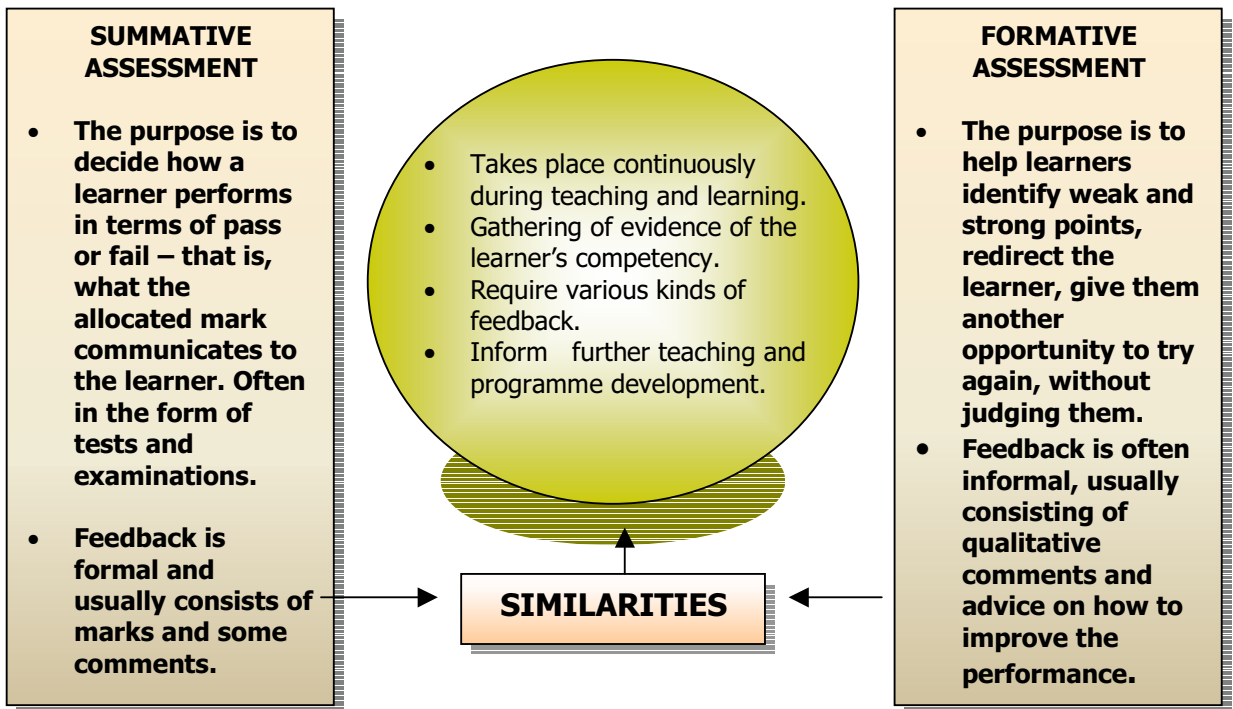 SUMMATIVE
ASSESSMENT
• The purpose is to
decide how a
learner performs
in terms of pass
or fail – that is,
what the
allocated mark
communicates to
the learner. Often
in the form of
tests and
examinations.
• Feedback is
formal and
usually consists of
marks and some
comments.
• Takes place continuously
during teaching and learning.
• Gathering of evidence of the
learner’s competency.
• Require various kinds of
feedback.
• Inform further teaching and
programme development.
SIMILARITIES
FORMATIVE
ASSESSMENT
• The purpose is to
help learners
identify weak and
strong points,
redirect the
learner, give them
another
opportunity to try
again, without
judging them.
• Feedback is often
informal, usually
consisting of
qualitative
comments and
advice on how to
improve the
performance.